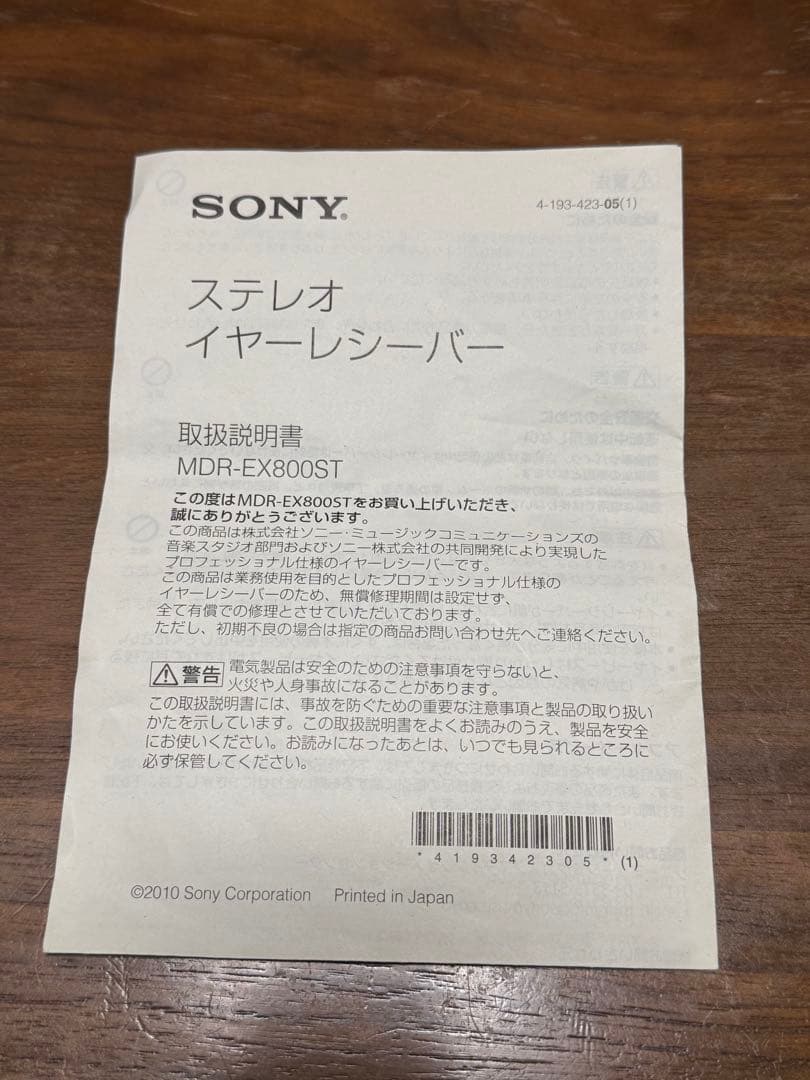 SONY®
4-193-423-05(1)
ステレオ
イヤーレシーバー
取扱説明書
MDR-EX800ST
この度はMDR-EX800STをお買い上げいただき、
誠にありがとうございます。
この商品は株式会社ソニー・ミュージックコミュニケーションズの
音楽スタジオ部門およびソニー株式会社の共同開発により実現した
プロフェッショナル仕様のイヤーレシーバーです。
この商品は業務使用を目的としたプロフェッショナル仕様の
イヤーレシーバーのため、無償修理期間は設定せず、
全て有償での修理とさせていただいております。
ただし、初期不良の場合は指定の商品お問い合わせ先へご連絡ください。
警告 電気製品は安全のための注意事項を守らないと、
火災や人身事故になることがあります。
この取扱説明書には、事故を防ぐための重要な注意事項と製品の取り扱い
かたを示しています。この取扱説明書をよくお読みのうえ、製品を安全
にお使いください。お読みになったあとは、いつでも見られるところに
必ず保管してください。
*419342305* (1)
©2010 Sony Corporation Printed in Japan